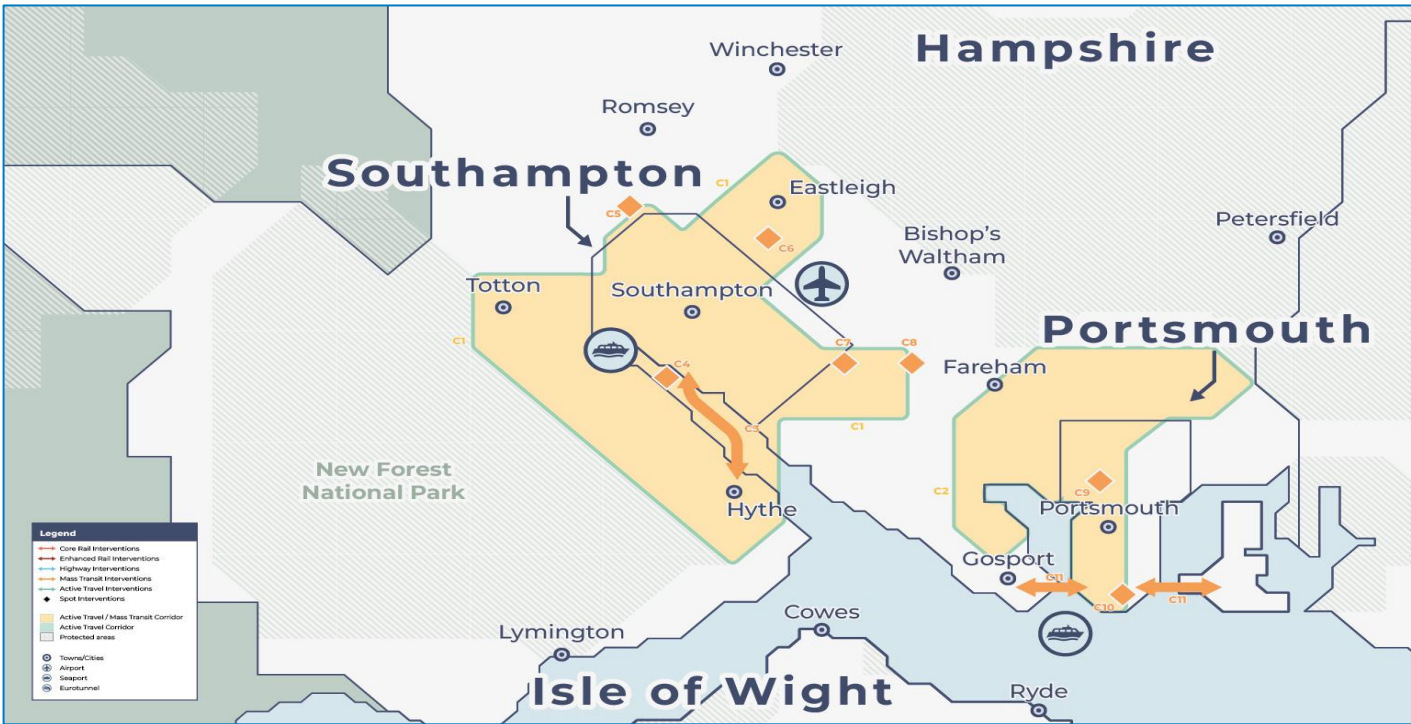 Hampshire
Winchester
Romsey
Southampton
C1
Eastleigh
C5
Petersfield
Bishop's
Waltham
C6
Totton
Southampton
Portsmouth
C1
C7
C8
C4
Fareham
C3
C1
New Forest
National Park
C9
C2
Hythe
Portsmouth
Gosport
C11
C10
C11
Cowes
Lymington
Isle of Wight
Ryde
Legend
Core Rail Interventions
Enhanced Rail Interventions
Highway Interventions
Mass Transit Interventions
Active Travel Interventions
Spot Interventions
Active Travel / Mass Transit Corridor
Active Travel Corridor
Protected areas
Towns/Cities
Airport
Seaport
Eurotunnel